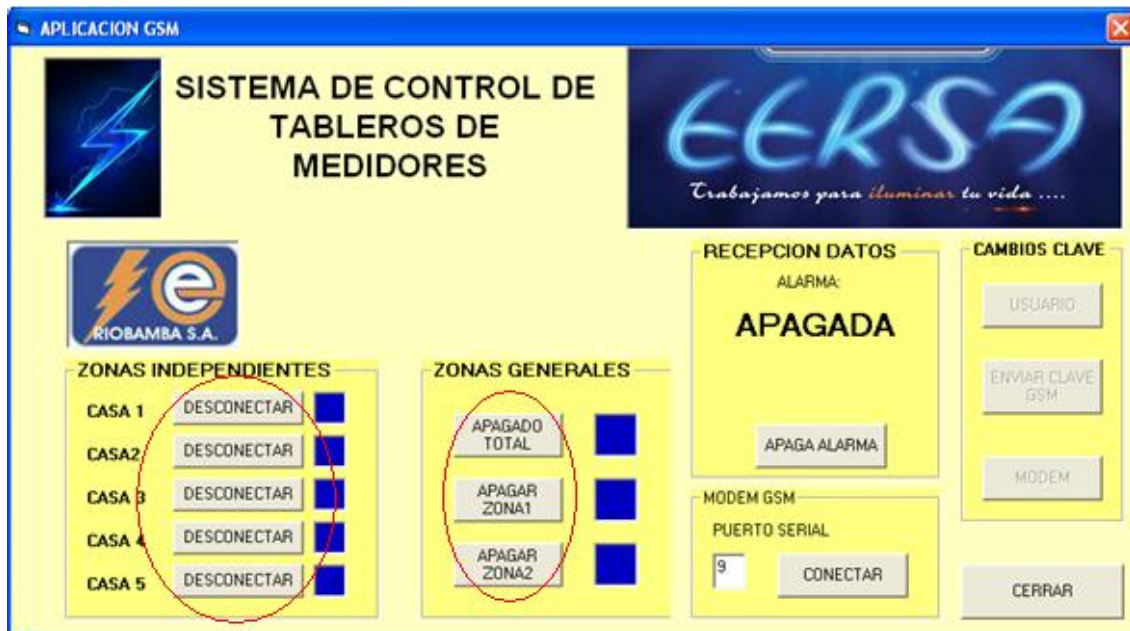 APLICACION GSM
SISTEMA DE CONTROL DE
TABLEROS DE
MEDIDORES
EERSA
Trabajamos para iluminar tu vida ....
e
RIOBAMBA S.A.
ZONAS INDEPENDIENTES
CASA 1 DESCONECTAR
CASA2 DESCONECTAR
CASA 3 DESCONECTAR
CASA 4 DESCONECTAR
CASA 5 DESCONECTAR
ZONAS GENERALES
APAGADO
TOTAL
APAGAR
ZONA1
APAGAR
ZONA2
RECEPCION DATOS
ALARMA:
APAGADA
APAGA ALARMA
MODEM GSM
PUERTO SERIAL
9 CONECTAR
CAMBIOS CLAVE
USUARIO
ENVIAR CLAVE
GSM
MODEM
CERRAR